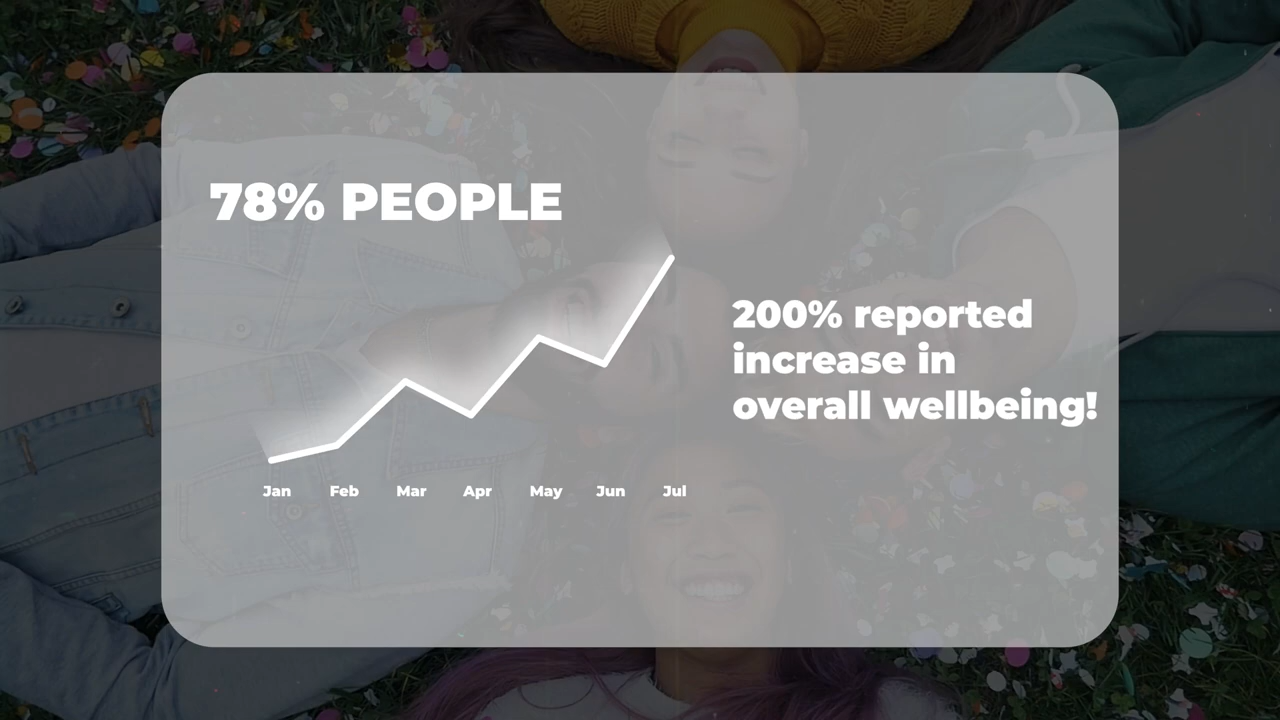 78% PEOPLE
200% reported
increase in
overall wellbeing!
Jan Feb Mar Apr May Jun Jul